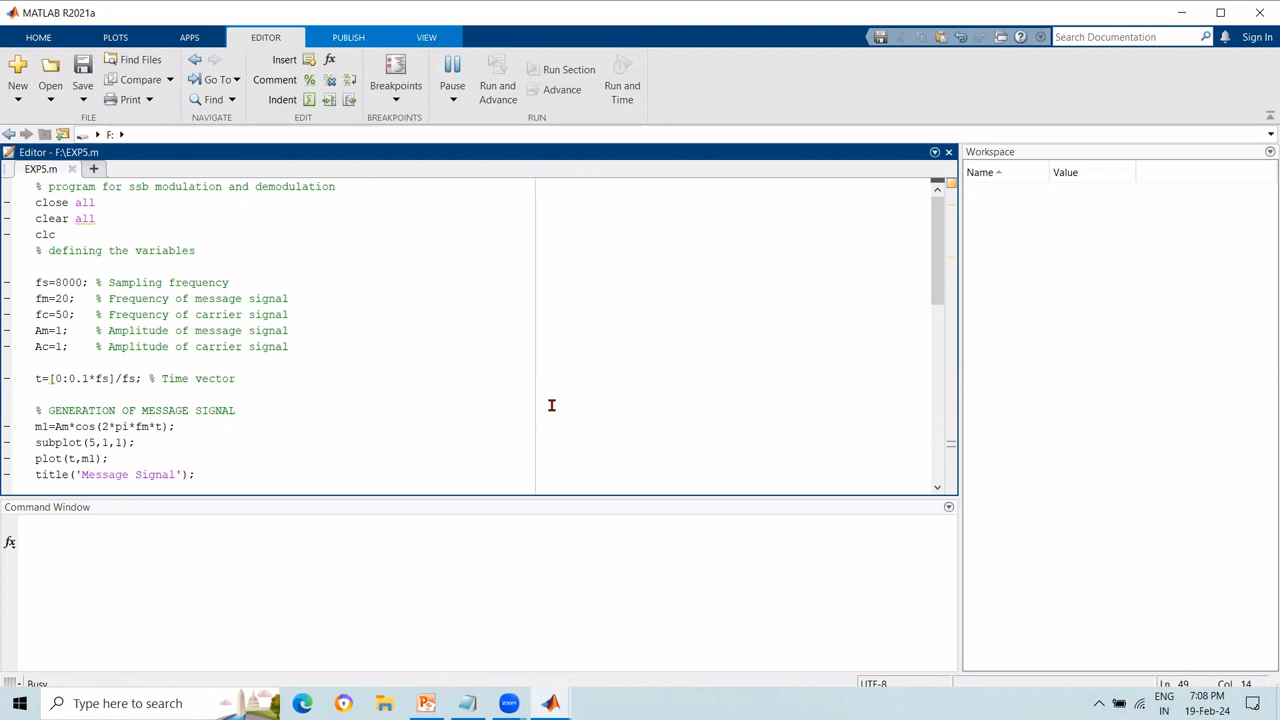 MATLAB R2021a
HOME PLOTS APPS EDITOR PUBLISH VIEW Search Documentation Sign In
New Open Save Find Files Compare Print Go To Find Insert fx Comment Indent Breakpoints Pause Run and Advance Run Section Advance Run and Time
FILE NAVIGATE EDIT BREAKPOINTS RUN
F:
Editor - F:\EXP5.m
Workspace
EXP5.m
Name Value
% program for ssb modulation and demodulation
close all
clear all
clc
% defining the variables
fs=8000; % Sampling frequency
fm=20; % Frequency of message signal
fc=50; % Frequency of carrier signal
Am=1; % Amplitude of message signal
Ac=1; % Amplitude of carrier signal
t=[0:0.1*fs]/fs; % Time vector
% GENERATION OF MESSAGE SIGNAL
m1=Am*cos(2*pi*fm*t);
subplot(5,1,1);
plot(t,m1);
title('Message Signal');
Command Window
fx
Busy UTF-8 Ln 49 Col 14
Type here to search
zoom
ENG
IN
7:08 PM
19-Feb-24